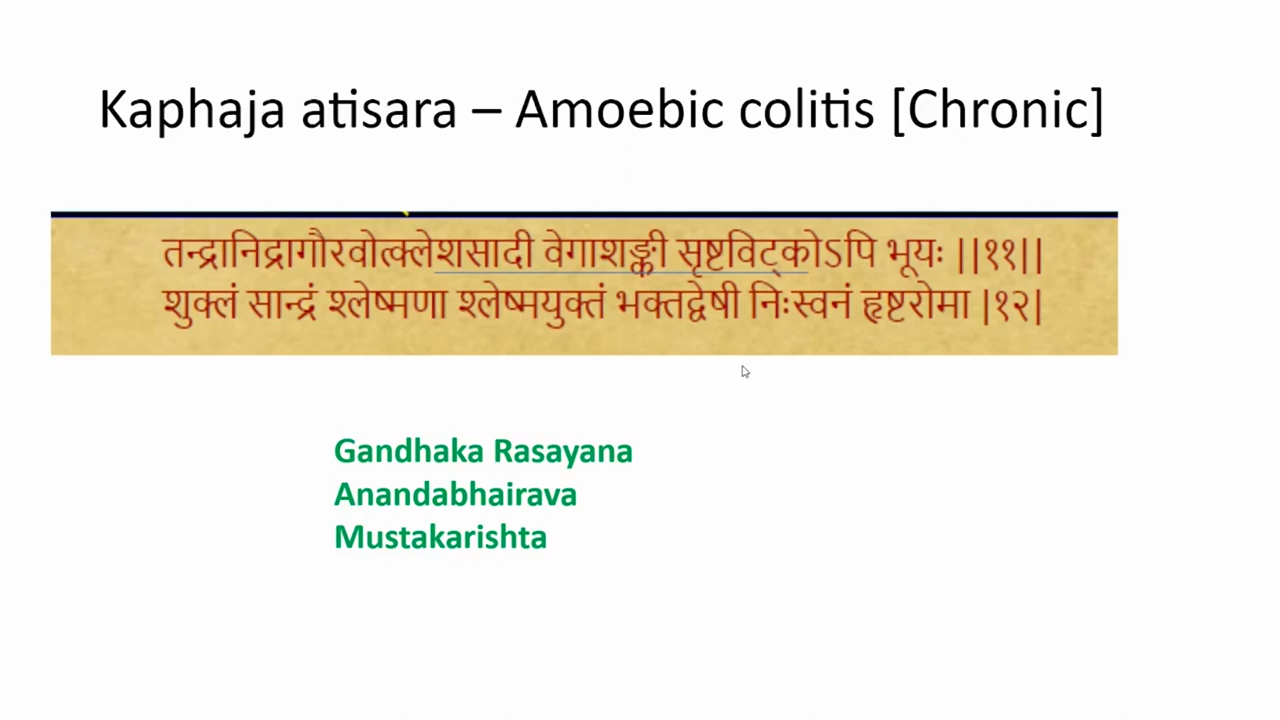 Kaphaja atisara – Amoebic colitis [Chronic]
तन्द्रानिद्रागौरवोत्क्लेशसादी वेगाशङ्की सृष्टविट्कोऽपि भूयः ||११||
शुक्लं सान्द्रं श्लेष्मणा श्लेष्मयुक्तं भक्तद्वेषी निःस्वनं हृष्टरोमा |१२|
Gandhaka Rasayana
Anandabhairava
Mustakarishta